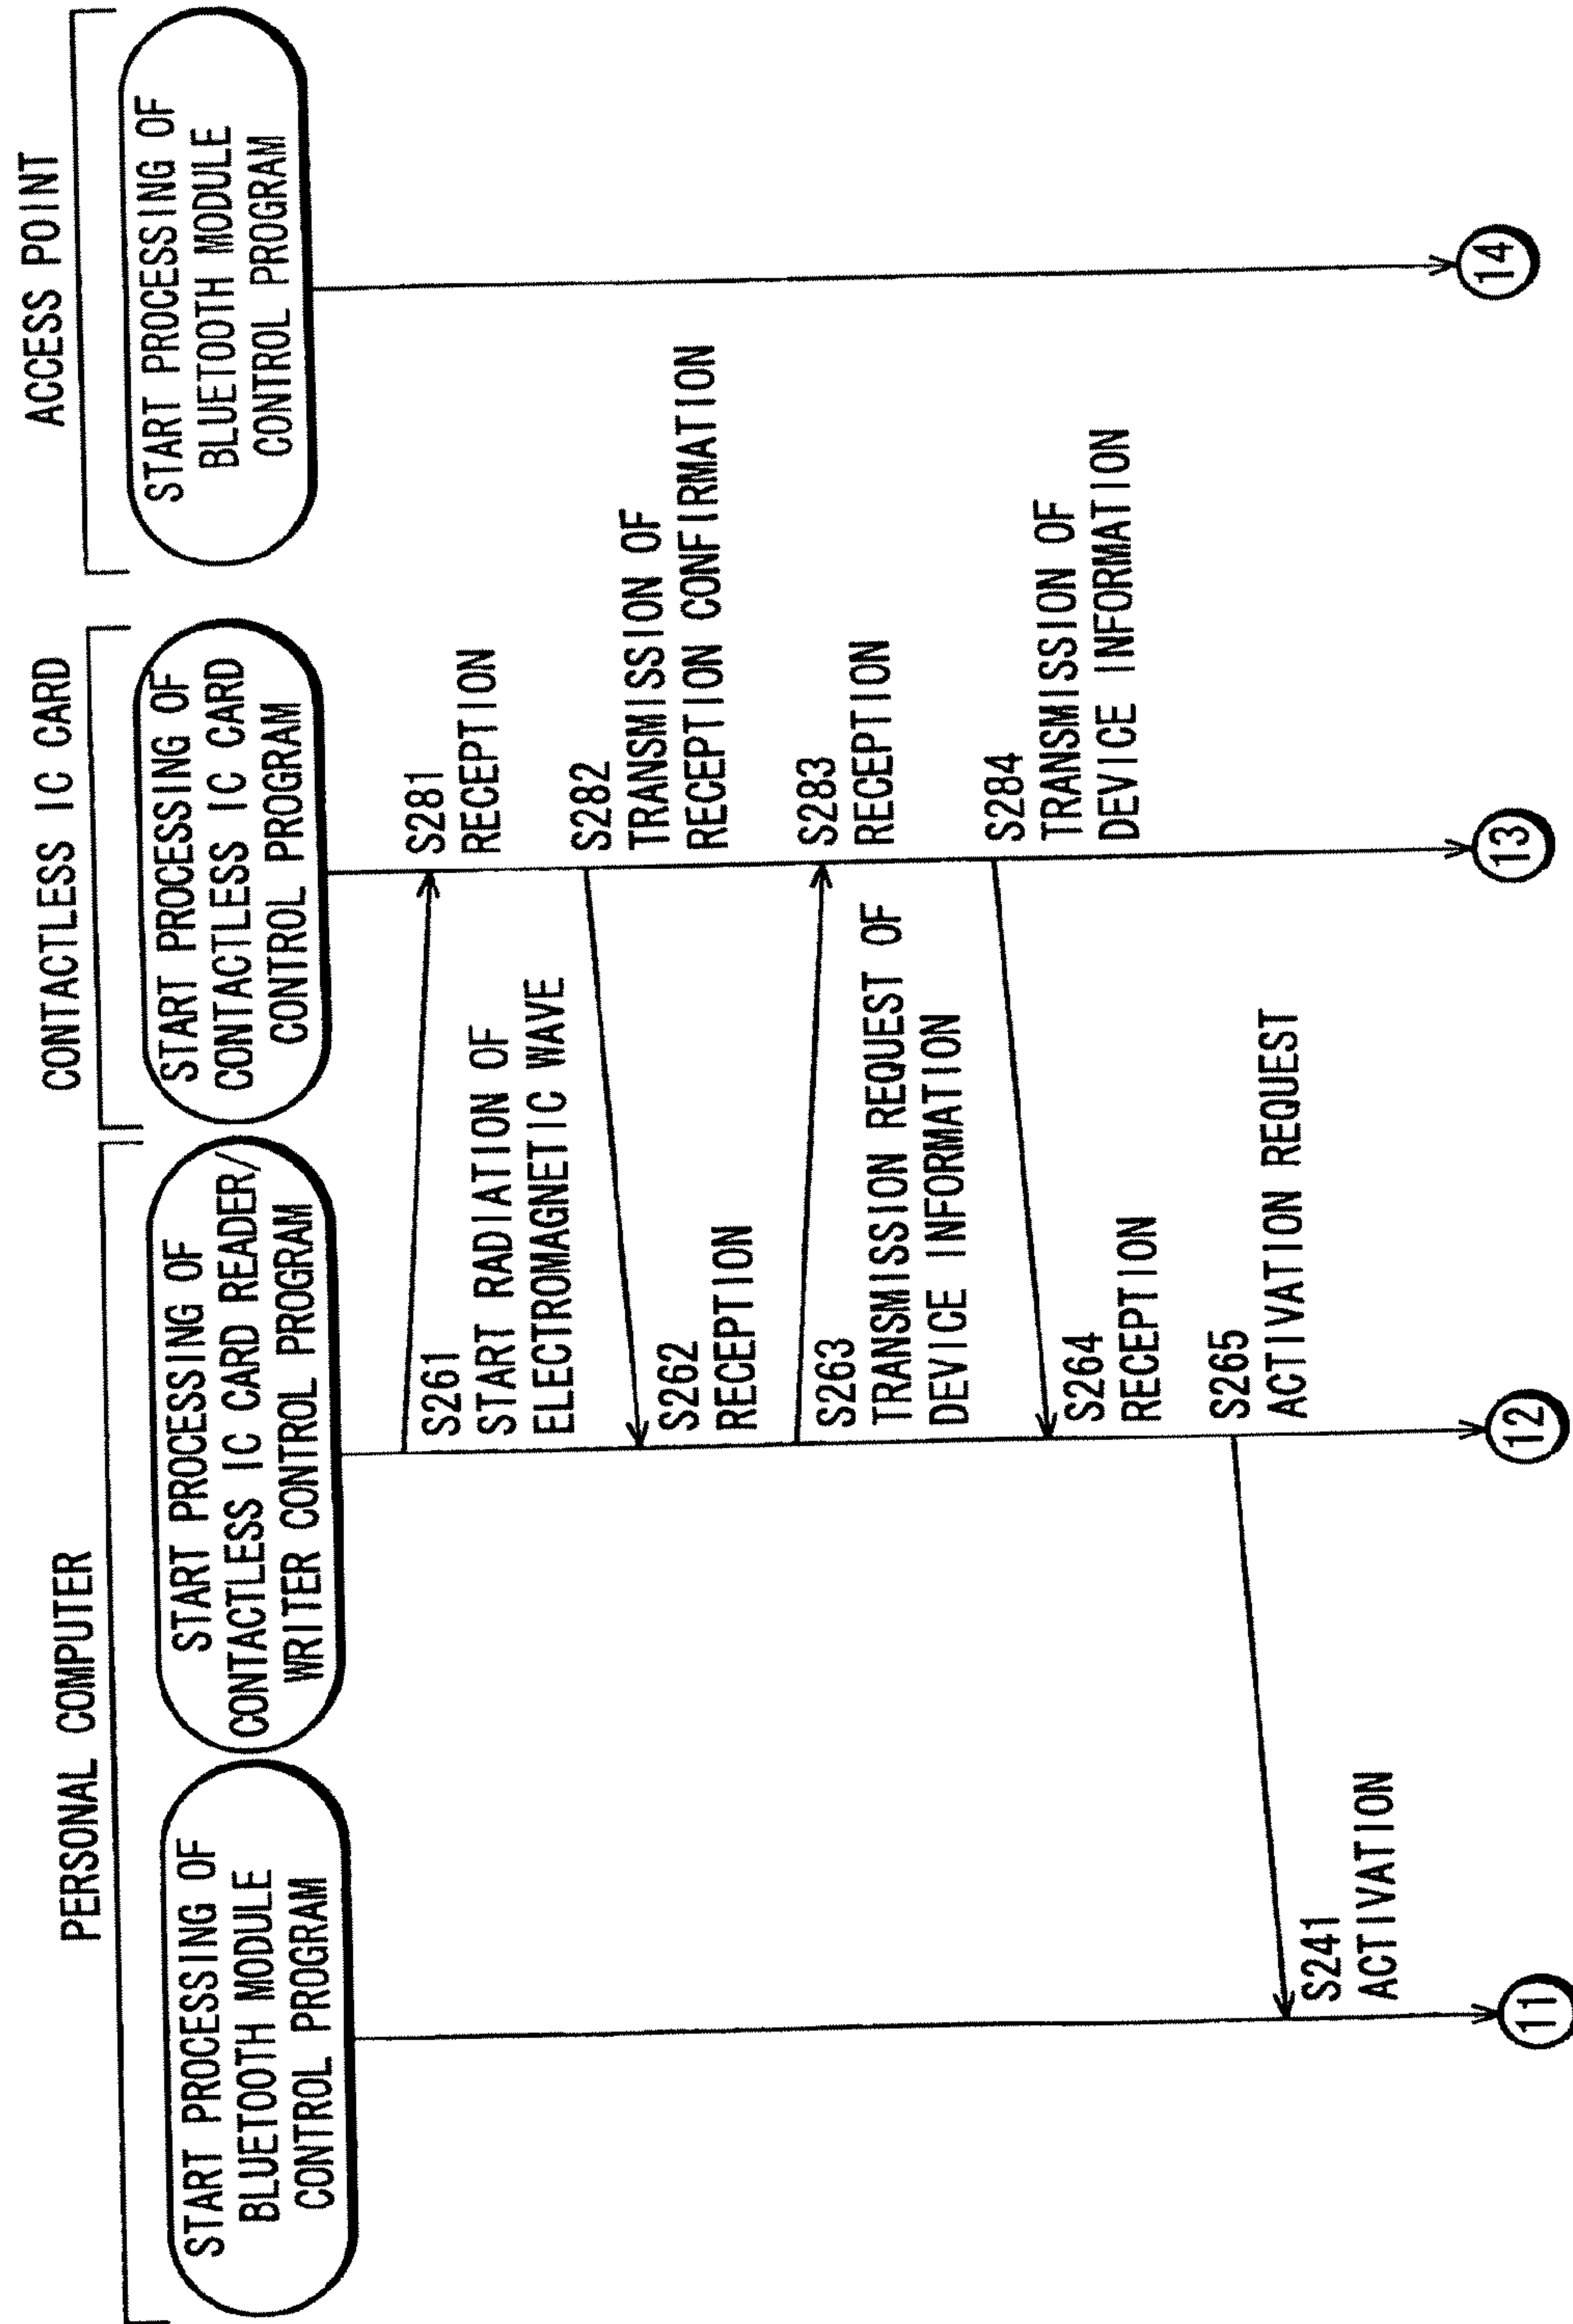 PERSONAL COMPUTER
CONTACTLESS IC CARD
ACCESS POINT
START PROCESSING OF
BLUETOOTH MODULE
CONTROL PROGRAM
START PROCESSING OF
CONTACTLESS IC CARD READER/
WRITER CONTROL PROGRAM
START PROCESSING OF
CONTACTLESS IC CARD
CONTROL PROGRAM
START PROCESSING OF
BLUETOOTH MODULE
CONTROL PROGRAM
S261
START RADIATION OF
ELECTROMAGNETIC WAVE
S281
RECEPTION
S282
TRANSMISSION OF
RECEPTION CONFIRMATION
S262
RECEPTION
S263
TRANSMISSION REQUEST OF
DEVICE INFORMATION
S283
RECEPTION
S284
TRANSMISSION OF
DEVICE INFORMATION
S264
RECEPTION
S265
ACTIVATION REQUEST
S241
ACTIVATION
11
12
13
14